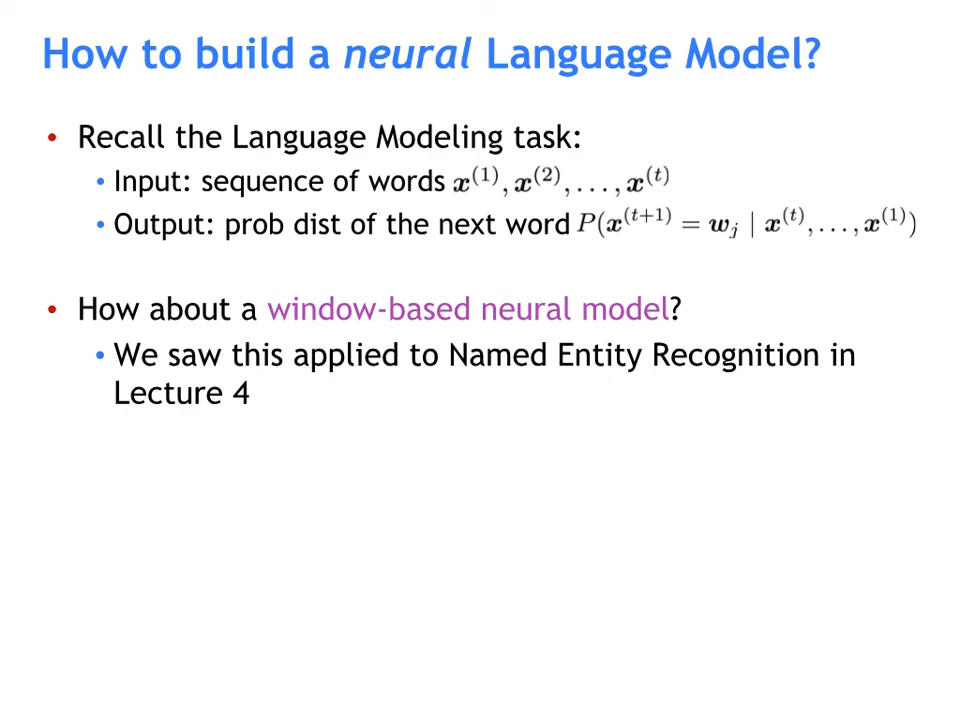 How to build a neural Language Model?
• Recall the Language Modeling task:
• Input: sequence of words x^(1), x^(2), . . . , x^(t)
• Output: prob dist of the next word P(x^(t+1) = w_j | x^(t), . . . , x^(1))
• How about a window-based neural model?
• We saw this applied to Named Entity Recognition in
Lecture 4